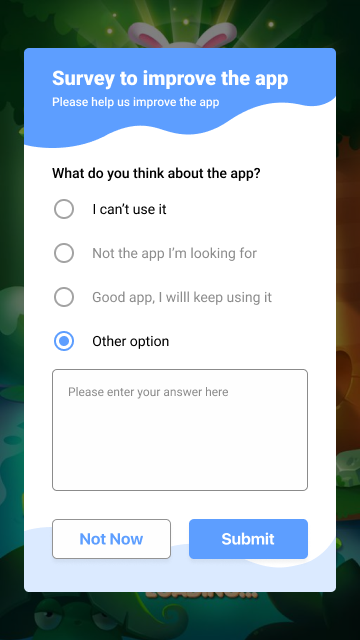 Survey to improve the app
Please help us improve the app
What do you think about the app?
I can't use it
Not the app I'm looking for
Good app, I willl keep using it
Other option
Please enter your answer here
Not Now
Submit
LOADING...